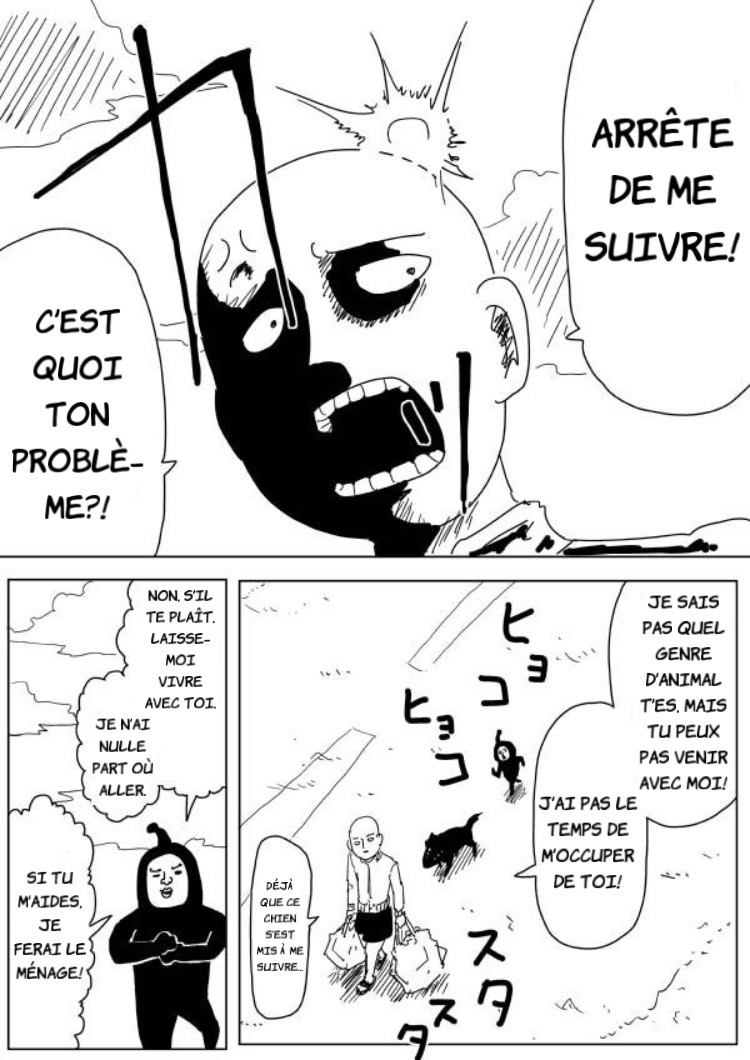 ARRÊTE
DE ME
SUIVRE!
C'EST
QUOI
TON
PROBLÈ-
ME?!
JE SAIS
PAS QUEL
GENRE
D'ANIMAL
T'ES, MAIS
TU PEUX
PAS VENIR
AVEC MOI!
J'AI PAS LE
TEMPS DE
M'OCCUPER
DE TOI!
DÉJÀ
QUE CE
CHIEN
S'EST
MIS À ME
SUIVRE...
ヒョコ
ヒョコ
スタ
スタ
NON, S'IL
TE PLAÎT,
LAISSE-
MOI
VIVRE
AVEC TOI.
JE N'AI
NULLE
PART OÙ
ALLER.
SI TU
M'AIDES,
JE
FERAI LE
MÉNAGE!